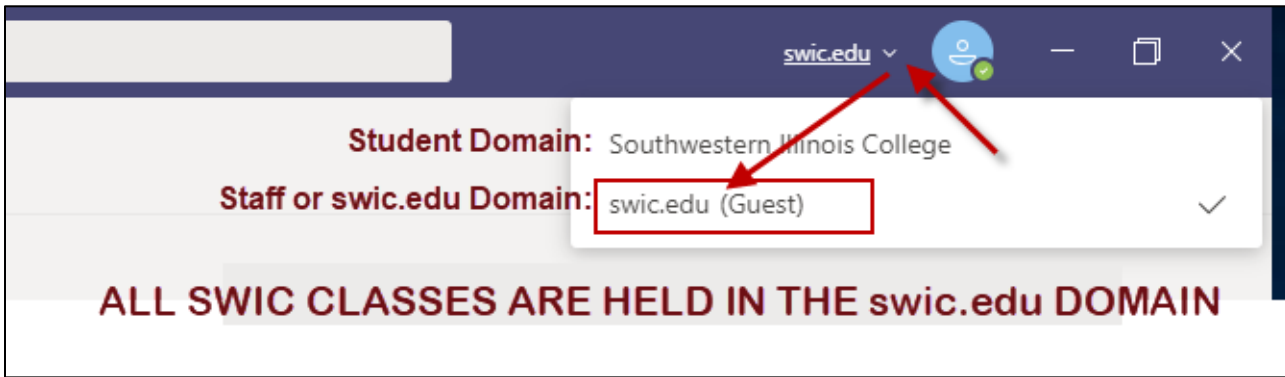 swic.edu
Student Domain: Southwestern Illinois College
Staff or swic.edu Domain: swic.edu (Guest)
ALL SWIC CLASSES ARE HELD IN THE swic.edu DOMAIN